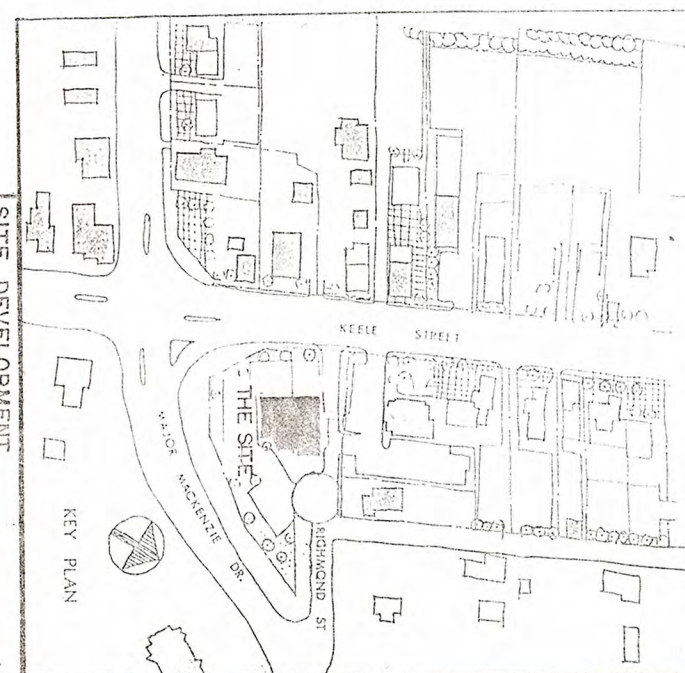 SITE DEVELOPMENT
KEELE STREET
THE SITE
MAJOR MACKENZIE DR.
RICHMOND ST
KEY PLAN